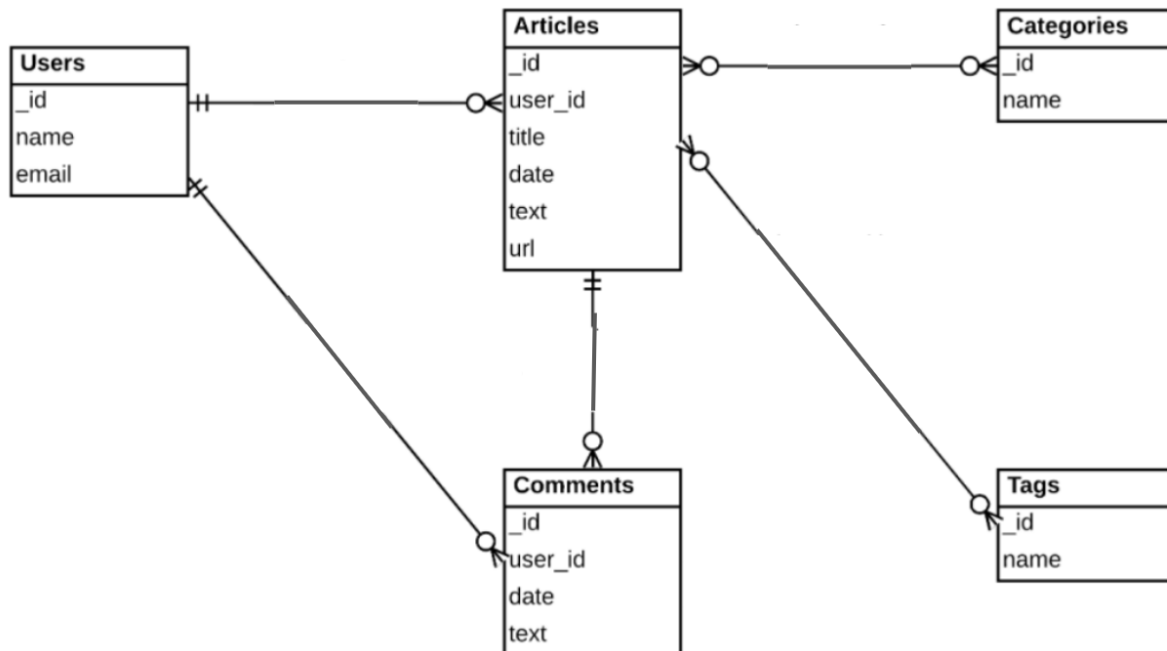 Users
_id
name
email
Articles
_id
user_id
title
date
text
url
Categories
_id
name
Comments
_id
user_id
date
text
Tags
_id
name